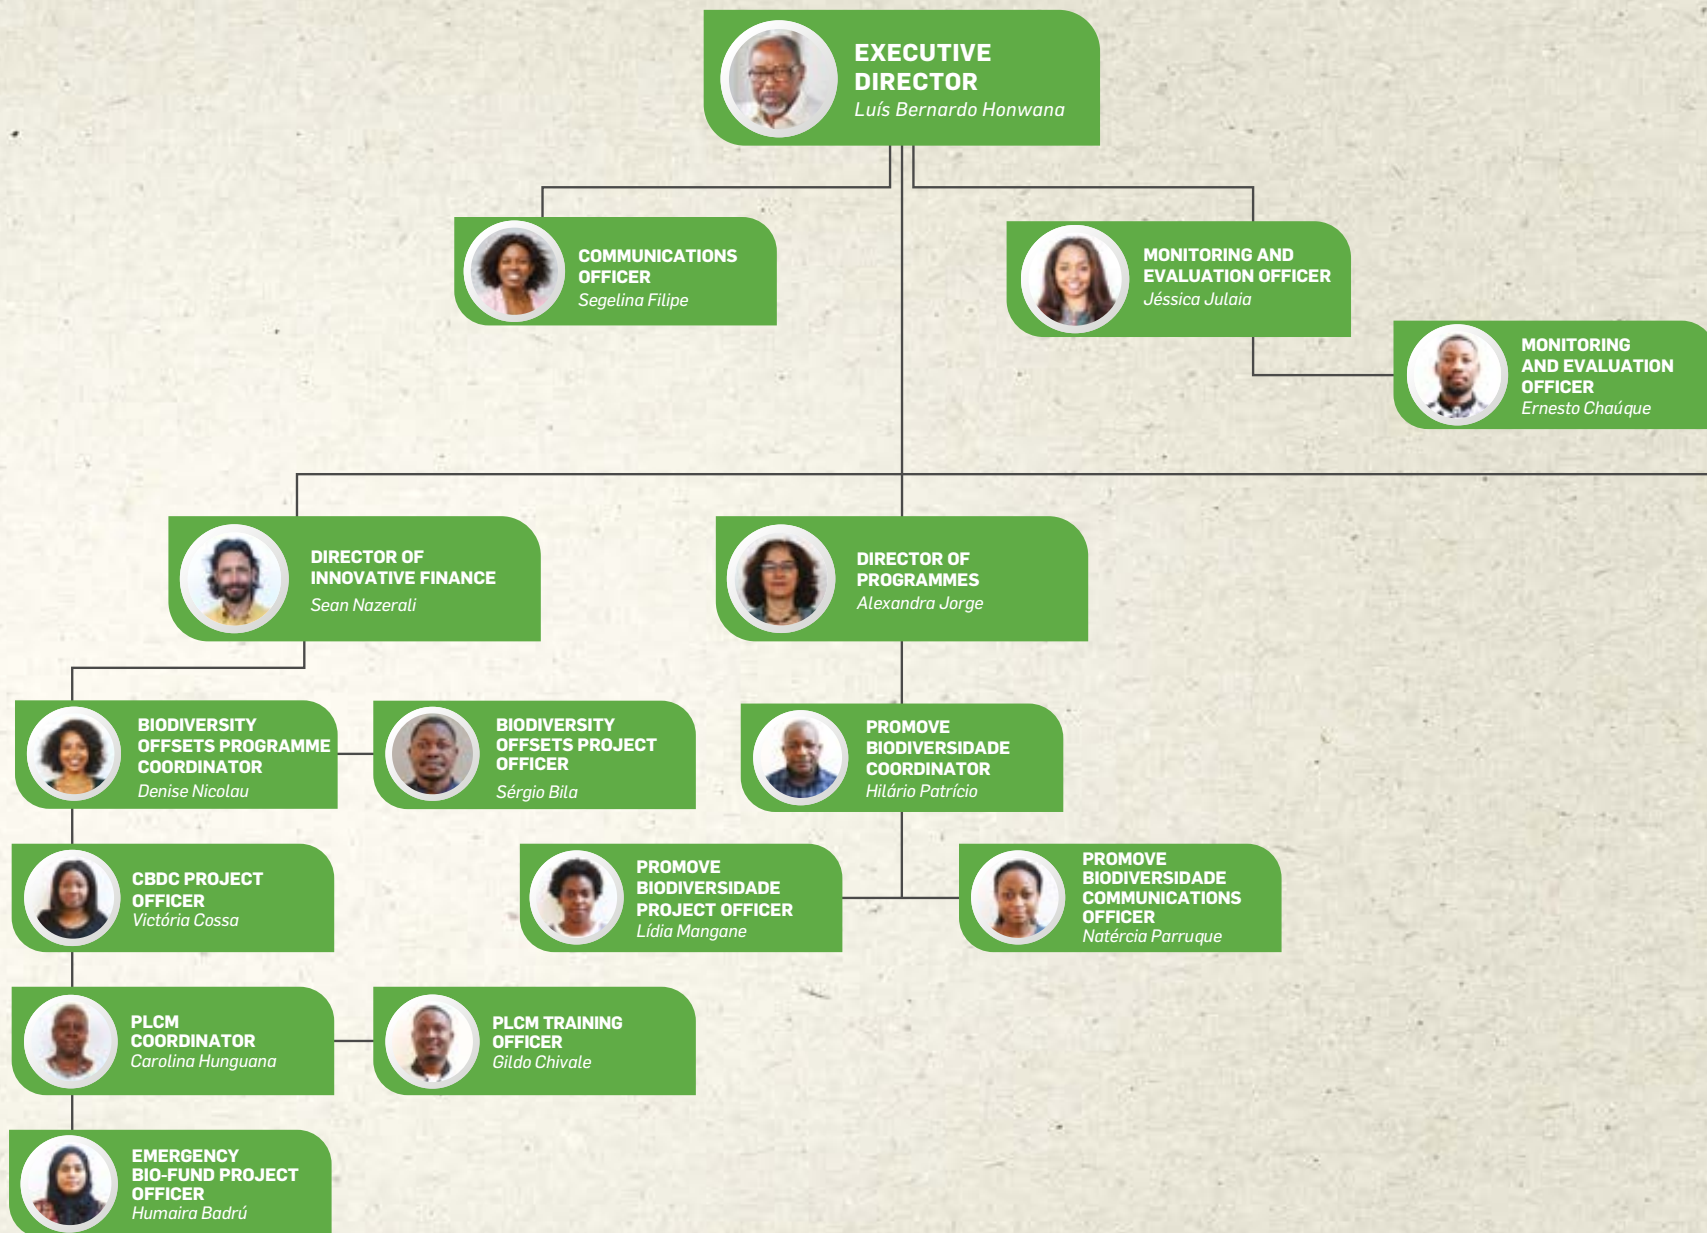 EXECUTIVE
DIRECTOR
Luís Bernardo Honwana
COMMUNICATIONS
OFFICER
Segelina Filipe
MONITORING AND
EVALUATION OFFICER
Jéssica Julaia
MONITORING
AND EVALUATION
OFFICER
Ernesto Chaúque
DIRECTOR OF
INNOVATIVE FINANCE
Sean Nazerali
DIRECTOR OF
PROGRAMMES
Alexandra Jorge
BIODIVERSITY
OFFSETS PROGRAMME
COORDINATOR
Denise Nicolau
BIODIVERSITY
OFFSETS PROJECT
OFFICER
Sérgio Bila
PROMOVE
BIODIVERSIDADE
COORDINATOR
Hilário Patrício
CBDC PROJECT
OFFICER
Victória Cossa
PROMOVE
BIODIVERSIDADE
PROJECT OFFICER
Lídia Mangane
PROMOVE
BIODIVERSIDADE
COMMUNICATIONS
OFFICER
Natércia Parruque
PLCM
COORDINATOR
Carolina Hunguana
PLCM TRAINING
OFFICER
Gildo Chivale
EMERGENCY
BIO-FUND PROJECT
OFFICER
Humaira Badrú